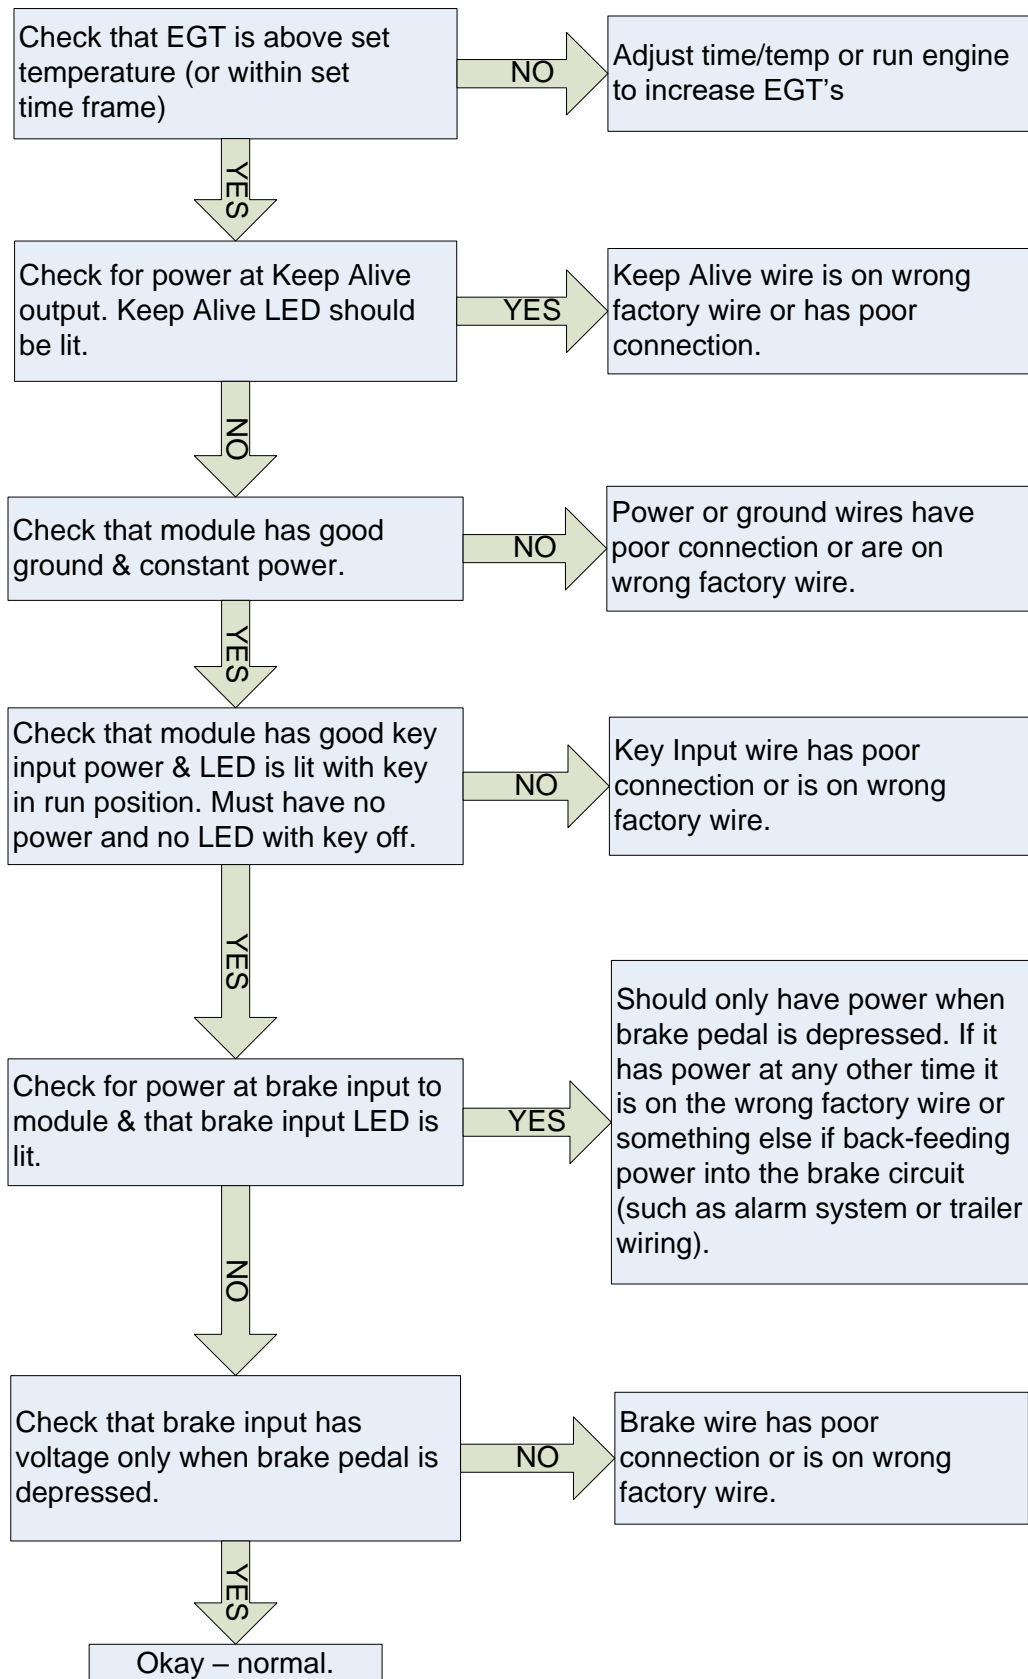 Check that EGT is above set
temperature (or within set
time frame)
NO
Adjust time/temp or run engine
to increase EGT’s
YES
Check for power at Keep Alive
output. Keep Alive LED should
be lit.
YES
Keep Alive wire is on wrong
factory wire or has poor
connection.
NO
Check that module has good
ground & constant power.
NO
Power or ground wires have
poor connection or are on
wrong factory wire.
YES
Check that module has good key
input power & LED is lit with key
in run position. Must have no
power and no LED with key off.
NO
Key Input wire has poor
connection or is on wrong
factory wire.
YES
Check for power at brake input to
module & that brake input LED is
lit.
YES
Should only have power when
brake pedal is depressed. If it
has power at any other time it
is on the wrong factory wire or
something else if back-feeding
power into the brake circuit
(such as alarm system or trailer
wiring).
NO
Check that brake input has
voltage only when brake pedal is
depressed.
NO
Brake wire has poor
connection or is on wrong
factory wire.
YES
Okay – normal.